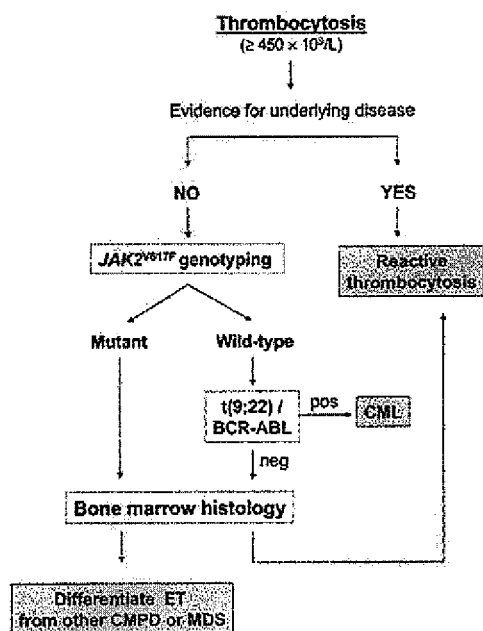 Thrombocytosis
(≥ 450 × 10⁹/L)
Evidence for underlying disease
NO
YES
JAK2ⱽ⁶¹⁷ꟳ genotyping
Reactive
thrombocytosis
Mutant
Wild-type
t(9;22) /
BCR-ABL
pos
CML
neg
Bone marrow histology
Differentiate ET
from other CMPD or MDS